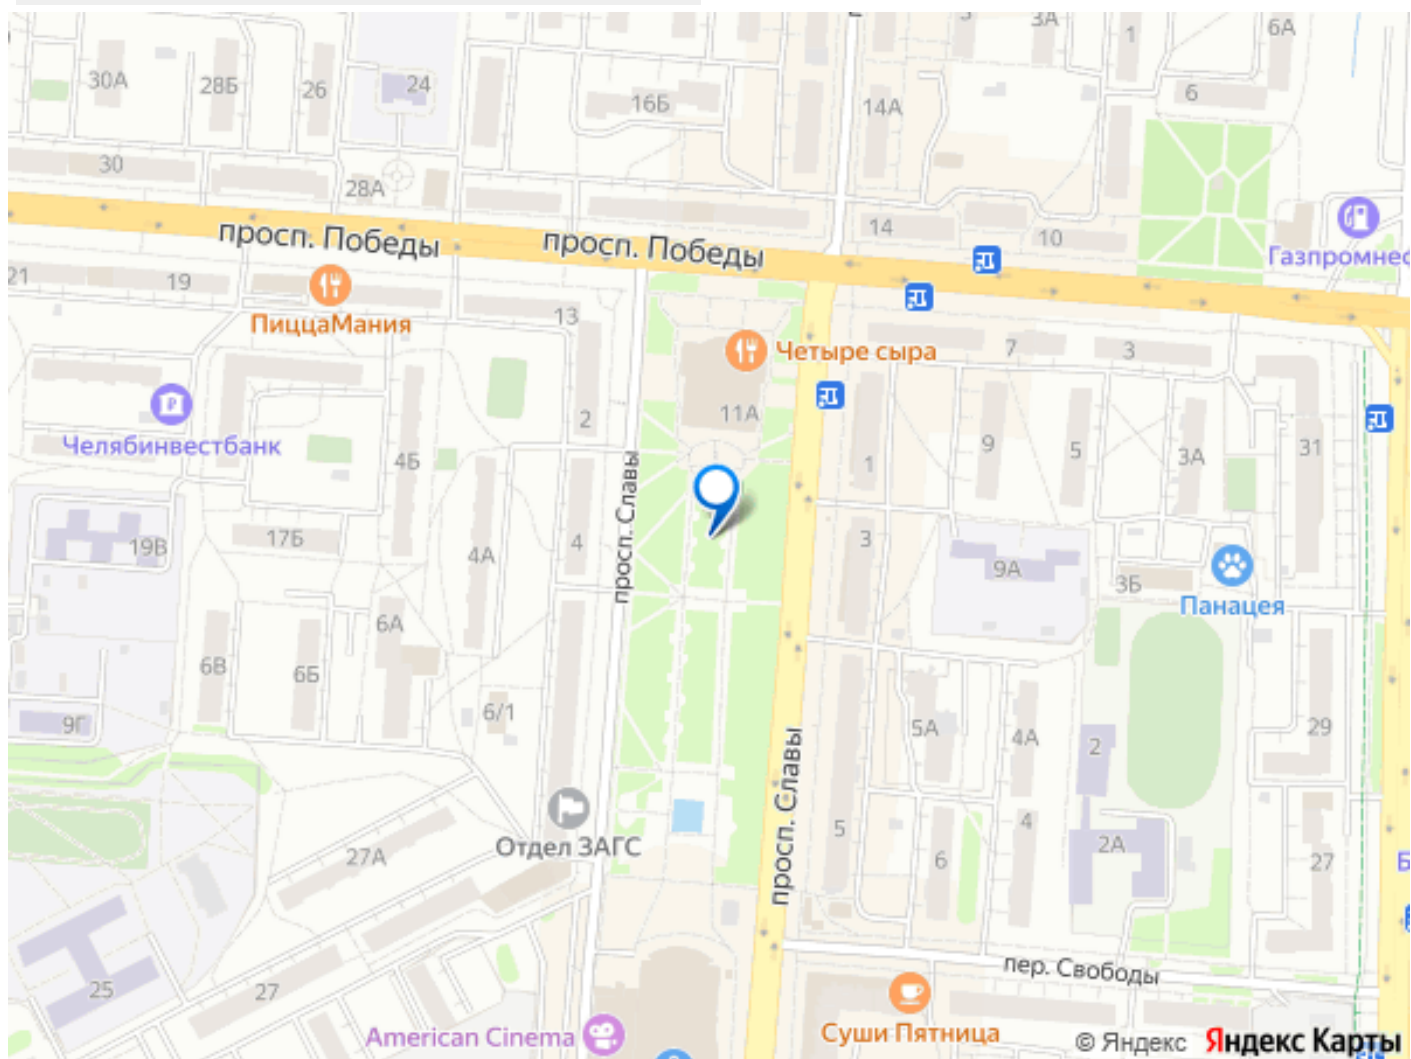 3А
1
6А
30А
28Б
26
24
16Б
14А
6
30
28А
14
10
Газпромнеф
просп. Победы
просп. Победы
21
19
13
ПиццаМания
Четыре сыра
7
3
11А
2
9
5
3А
31
Челябинвестбанк
4Б
1
просп. Славы
19В
17Б
4А
4
3
9А
3Б
Панацея
6А
6В
6Б
6/1
9Г
5А
4А
2
29
просп. Славы
Отдел ЗАГС
27А
5
6
4
2А
27
Б
25
27
пер. Свободы
American Cinema
Суши Пятница
© Яндекс
Яндекс Карты